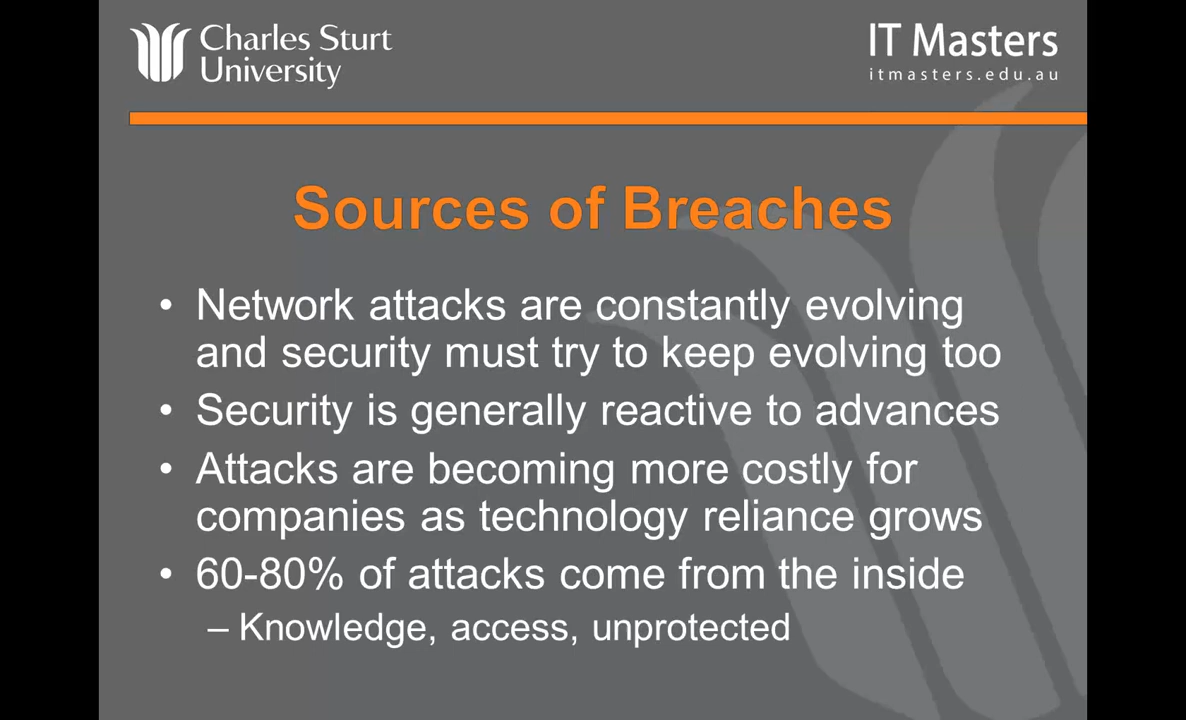 Charles Sturt
University
IT Masters
itmasters.edu.au
Sources of Breaches
• Network attacks are constantly evolving
and security must try to keep evolving too
• Security is generally reactive to advances
• Attacks are becoming more costly for
companies as technology reliance grows
• 60-80% of attacks come from the inside
– Knowledge, access, unprotected